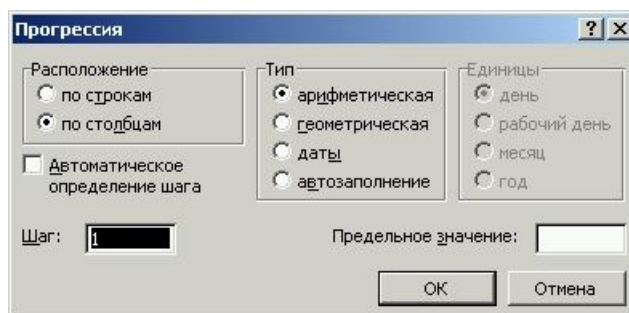 Прогрессия
Расположение
по строкам
по столбцам
Автоматическое
определение шага
Тип
арифметическая
геометрическая
даты
автозаполнение
Единицы
день
рабочий день
месяц
год
Шаг:
1
Предельное значение:
ОК
Отмена